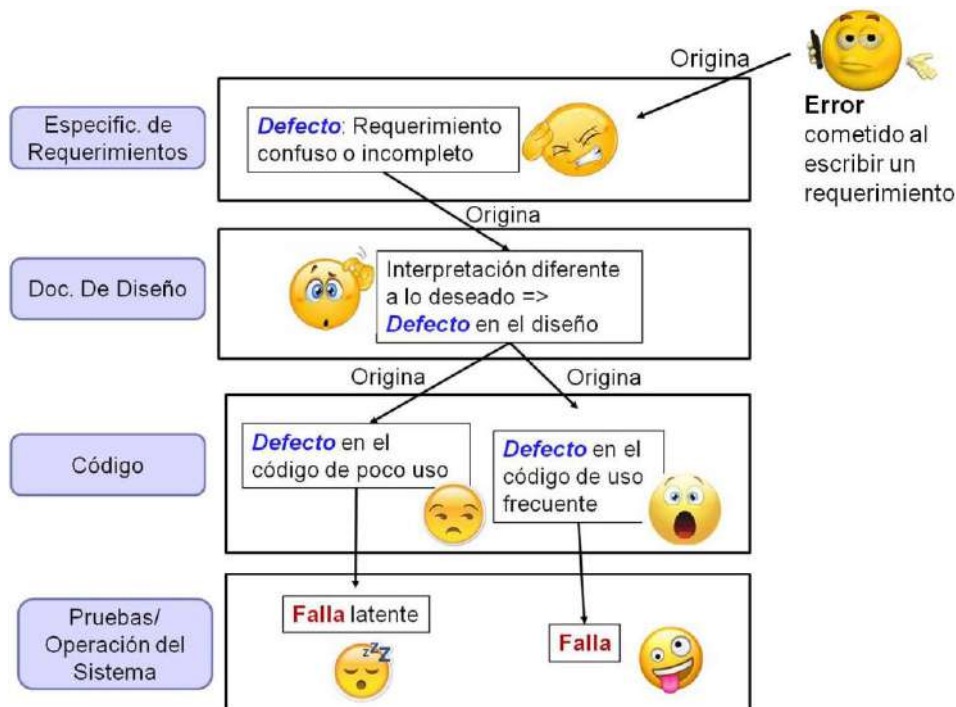 Origina
Error
cometido al
escribir un
requerimiento
Especific. de
Requerimientos
Defecto: Requerimiento
confuso o incompleto
Origina
Doc. De Diseño
Interpretación diferente
a lo deseado =>
Defecto en el diseño
Origina
Origina
Código
Defecto en el
código de poco uso
Defecto en el
código de uso
frecuente
Pruebas/
Operación del
Sistema
Falla latente
zzZ
Falla